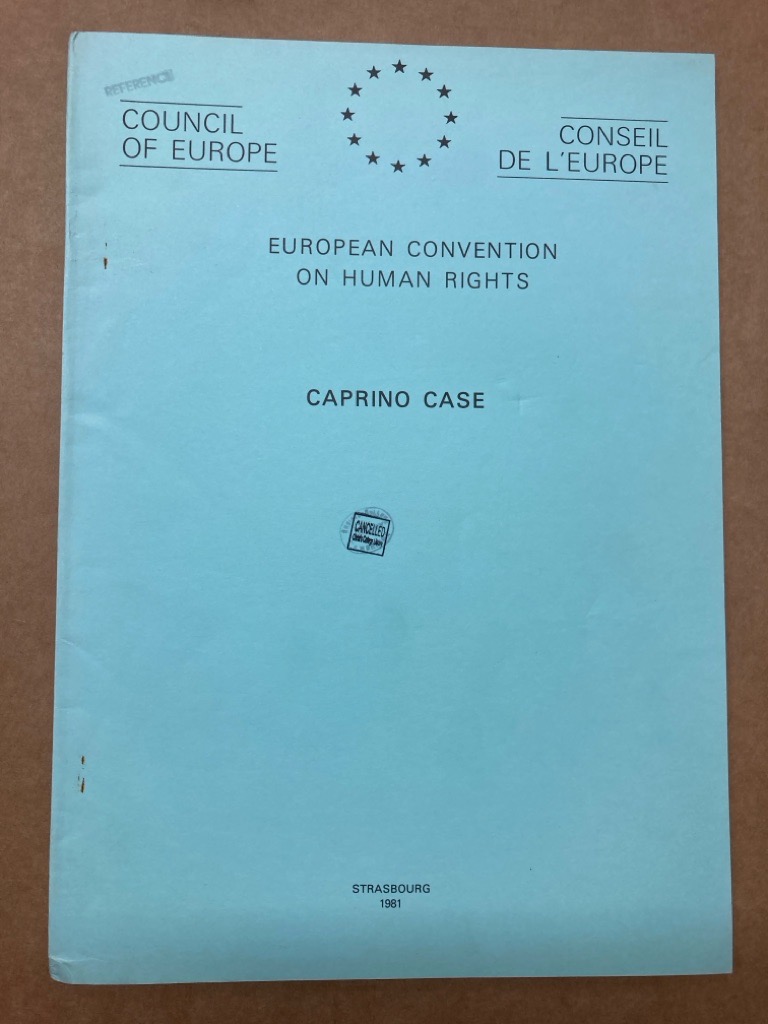 REFERENCE
COUNCIL
OF EUROPE
CONSEIL
DE L'EUROPE
EUROPEAN CONVENTION
ON HUMAN RIGHTS
CAPRINO CASE
CANCELLED
STRASBOURG
1981